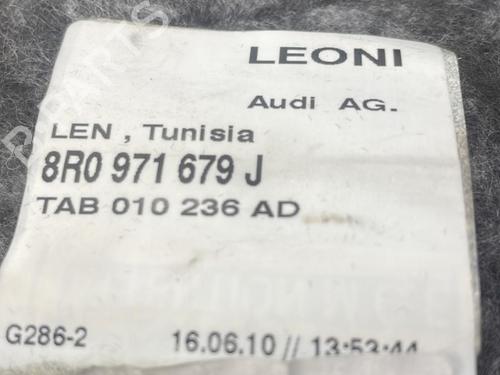 LEONI
Audi AG.
LEN , Tunisia
8R0 971 679 J
TAB 010 236 AD
G286-2 16.06.10 // 13:53:44